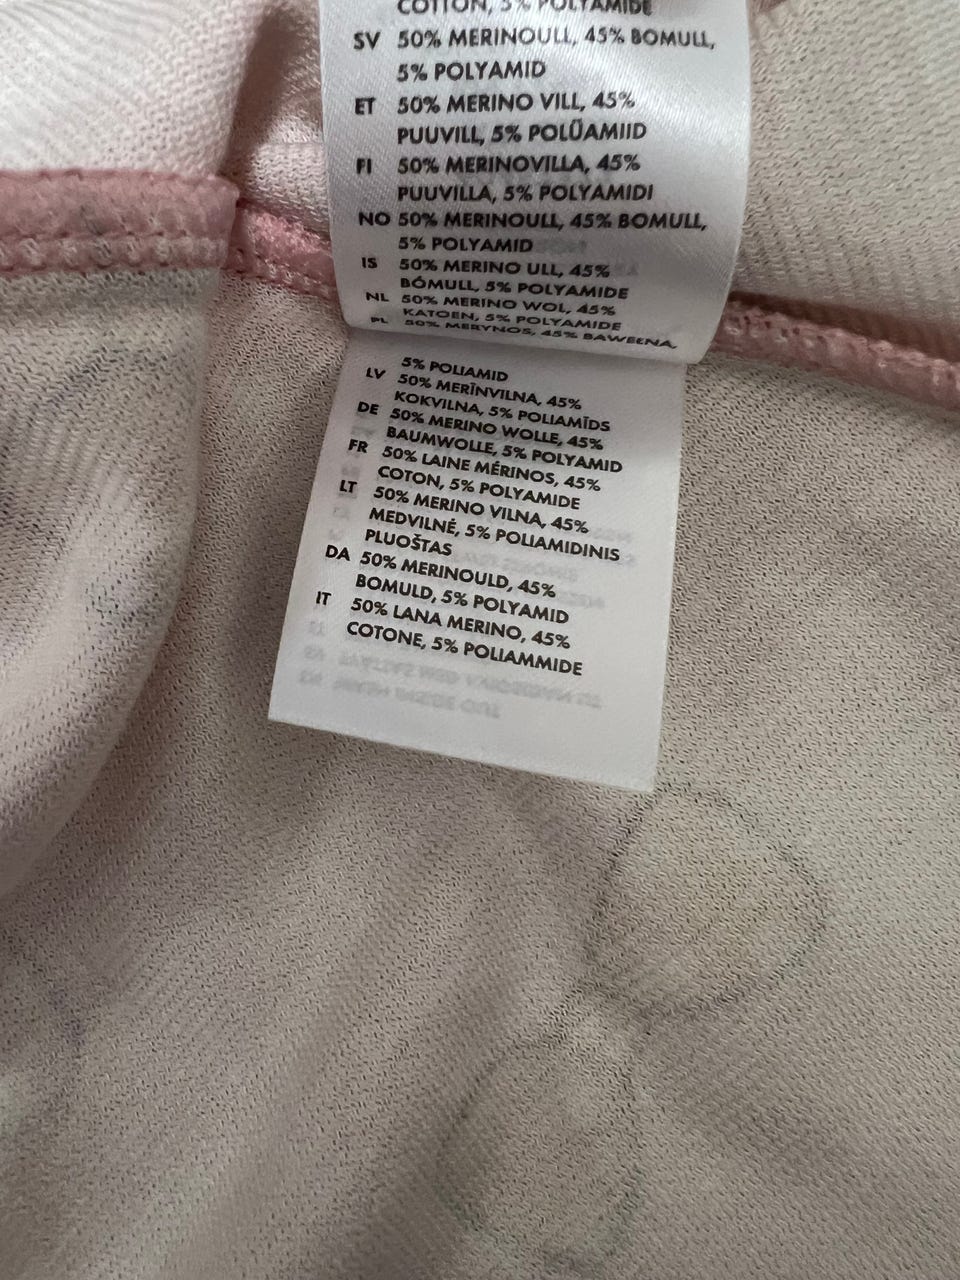 COTTON, 5% POLYAMIDE
SV 50% MERINOULL, 45% BOMULL,
5% POLYAMID
ET 50% MERINO VILL, 45%
PUUVILL, 5% POLÜAMIID
FI 50% MERINOVILLA, 45%
PUUVILLA, 5% POLYAMIDI
NO 50% MERINOULL, 45% BOMULL,
5% POLYAMID
IS 50% MERINO ULL, 45%
BÓMULL, 5% POLYAMIDE
NL 50% MERINO WOL, 45%
KATOEN, 5% POLYAMIDE
PL 50% MERYNOS, 45% BAWEŁNA,
5% POLIAMID
LV 50% MERĪNVILNA, 45%
KOKVILNA, 5% POLIAMĪDS
DE 50% MERINO WOLLE, 45%
BAUMWOLLE, 5% POLYAMID
FR 50% LAINE MÉRINOS, 45%
COTON, 5% POLYAMIDE
LT 50% MERINO VILNA, 45%
MEDVILNĖ, 5% POLIAMIDINIS
PLUOŠTAS
DA 50% MERINOULD, 45%
BOMULD, 5% POLYAMID
IT 50% LANA MERINO, 45%
COTONE, 5% POLIAMMIDE